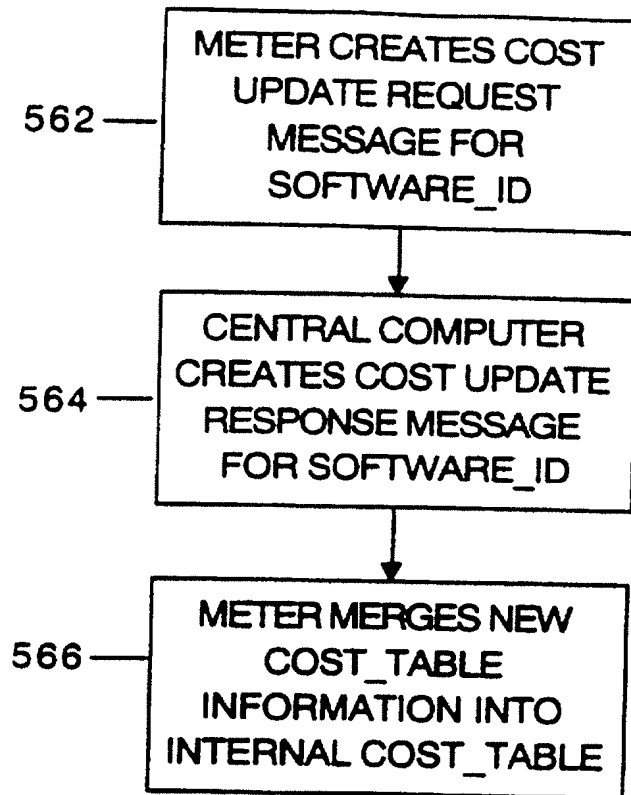 METER CREATES COST
UPDATE REQUEST
562
MESSAGE FOR
SOFTWARE_ID
CENTRAL COMPUTER
CREATES COST UPDATE
564
RESPONSE MESSAGE
FOR SOFTWARE_ID
METER MERGES NEW
COST_TABLE
566
INFORMATION INTO
INTERNAL COST_TABLE